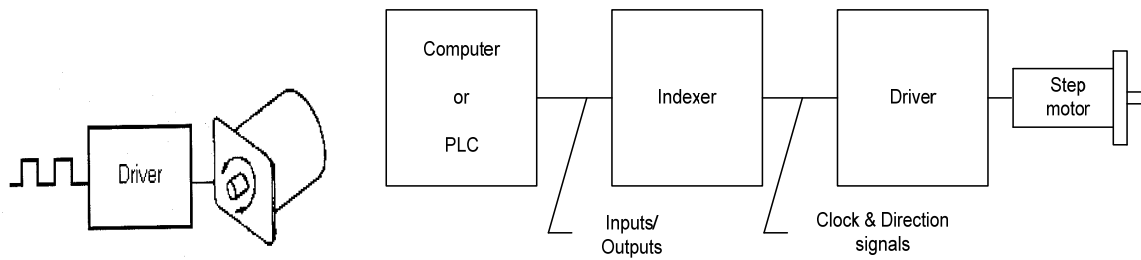 Driver
Computer
or
PLC
Indexer
Driver
Step
motor
Inputs/
Outputs
Clock & Direction
signals